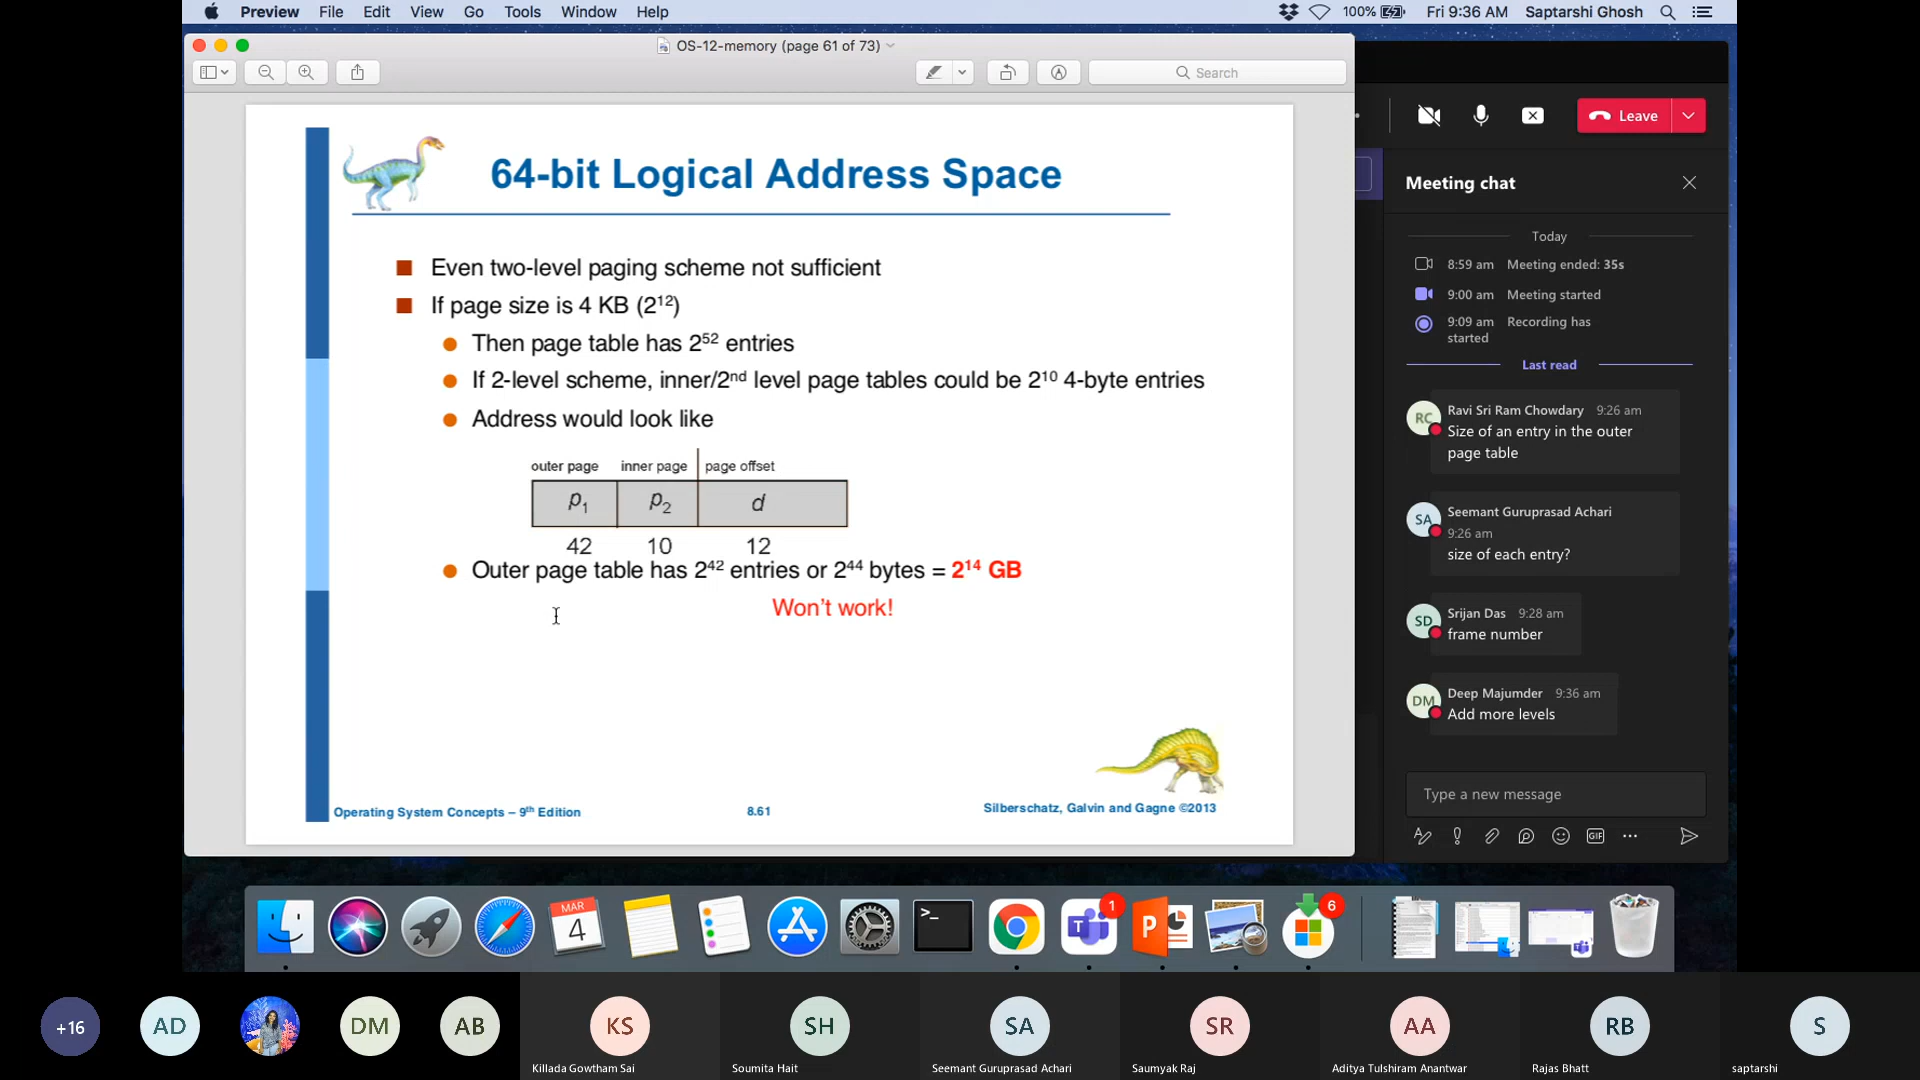 Preview File Edit View Go Tools Window Help
100% Fri 9:36 AM Saptarshi Ghosh
OS-12-memory (page 61 of 73)
Search
64-bit Logical Address Space
Even two-level paging scheme not sufficient
If page size is 4 KB (2¹²)
Then page table has 2⁵² entries
If 2-level scheme, inner/2ⁿᵈ level page tables could be 2¹⁰ 4-byte entries
Address would look like
outer page inner page page offset
p₁ p₂ d
42 10 12
Outer page table has 2⁴² entries or 2⁴⁴ bytes = 2¹⁴ GB
Won't work!
Operating System Concepts – 9ᵗʰ Edition
8.61
Silberschatz, Galvin and Gagne ©2013
Leave
Meeting chat
Today
8:59 am Meeting ended: 35s
9:00 am Meeting started
9:09 am Recording has
started
Last read
RC
Ravi Sri Ram Chowdary 9:26 am
Size of an entry in the outer
page table
SA
Seemant Guruprasad Achari
9:26 am
size of each entry?
SD
Srijan Das 9:28 am
frame number
DM
Deep Majumder 9:36 am
Add more levels
Type a new message
GIF
MAR
4
>_
1
T
P
6
+16
AD
DM
AB
KS
Killada Gowtham Sai
SH
Soumita Hait
SA
Seemant Guruprasad Achari
SR
Saumyak Raj
AA
Aditya Tulshiram Anantwar
RB
Rajas Bhatt
S
saptarshi